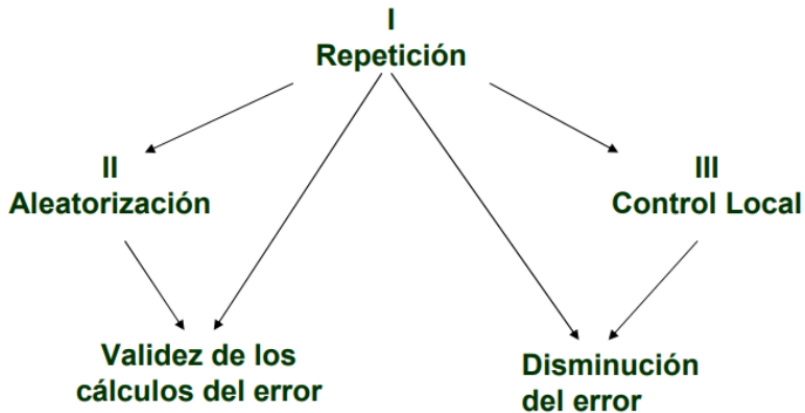 I
Repetición
II
Aleatorización
III
Control Local
Validez de los
cálculos del error
Disminución
del error